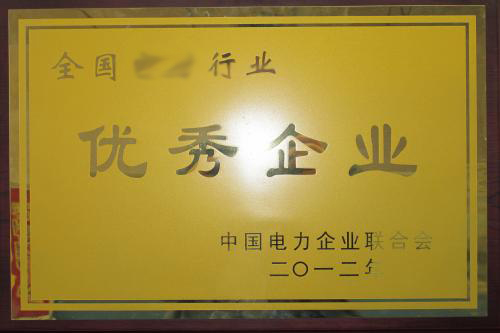 全国 行业
优秀企业
中国电力企业联合会
二〇一二年